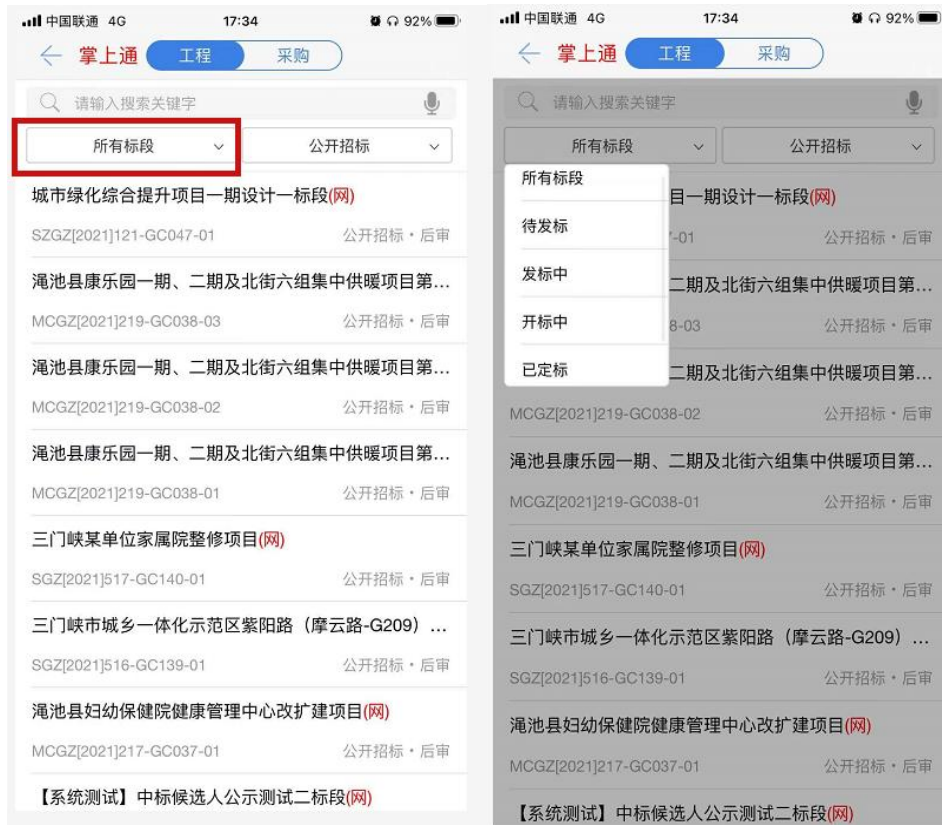 中国联通 4G 17:34 92%
掌上通 工程 采购
请输入搜索关键字
所有标段 公开招标
城市绿化综合提升项目一期设计一标段(网)
SZGZ[2021]121-GC047-01 公开招标・后审
渑池县康乐园一期、二期及北街六组集中供暖项目第...
MCGZ[2021]219-GC038-03 公开招标・后审
渑池县康乐园一期、二期及北街六组集中供暖项目第...
MCGZ[2021]219-GC038-02 公开招标・后审
渑池县康乐园一期、二期及北街六组集中供暖项目第...
MCGZ[2021]219-GC038-01 公开招标・后审
三门峡某单位家属院整修项目(网)
SGZ[2021]517-GC140-01 公开招标・后审
三门峡市城乡一体化示范区紫阳路（摩云路-G209）...
SGZ[2021]516-GC139-01 公开招标・后审
渑池县妇幼保健院健康管理中心改扩建项目(网)
MCGZ[2021]217-GC037-01 公开招标・后审
【系统测试】中标候选人公示测试二标段(网)
中国联通 4G 17:34 92%
掌上通 工程 采购
请输入搜索关键字
所有标段 公开招标
所有标段
待发标
发标中
开标中
已定标
目一期设计一标段(网)
-01 公开招标・后审
二期及北街六组集中供暖项目第...
8-03 公开招标・后审
二期及北街六组集中供暖项目第...
MCGZ[2021]219-GC038-02 公开招标・后审
渑池县康乐园一期、二期及北街六组集中供暖项目第...
MCGZ[2021]219-GC038-01 公开招标・后审
三门峡某单位家属院整修项目(网)
SGZ[2021]517-GC140-01 公开招标・后审
三门峡市城乡一体化示范区紫阳路（摩云路-G209）...
SGZ[2021]516-GC139-01 公开招标・后审
渑池县妇幼保健院健康管理中心改扩建项目(网)
MCGZ[2021]217-GC037-01 公开招标・后审
【系统测试】中标候选人公示测试二标段(网)